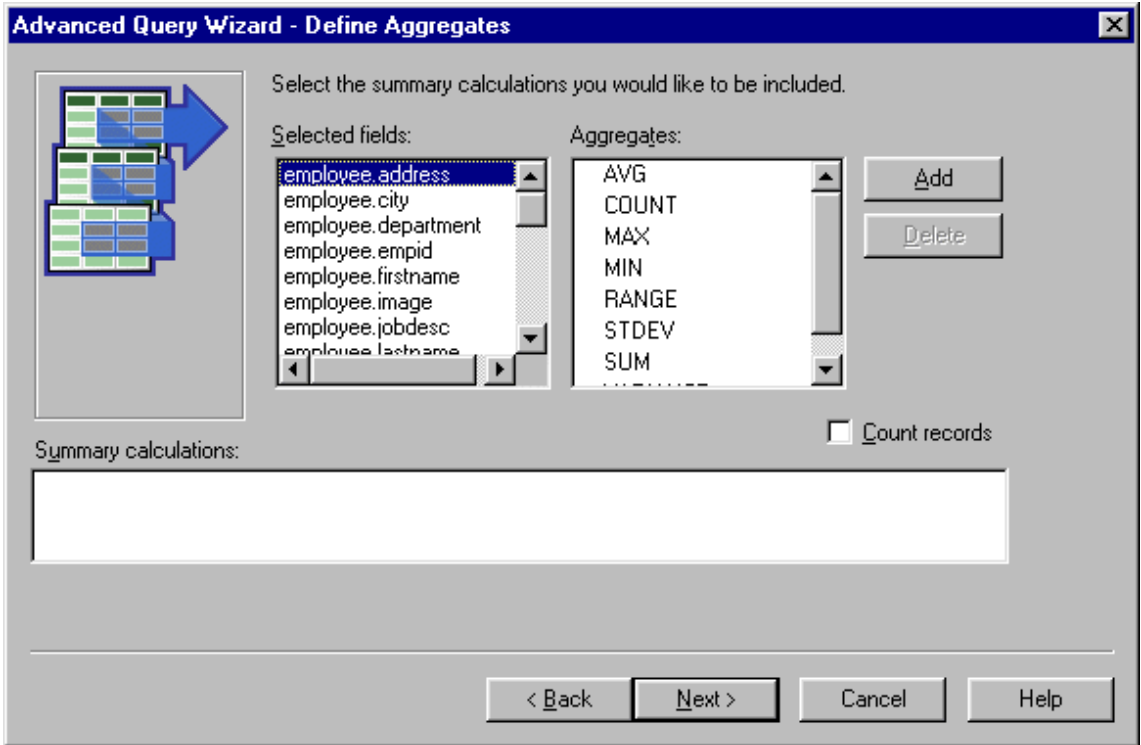 Advanced Query Wizard - Define Aggregates
Select the summary calculations you would like to be included.
Selected fields:
employee.address
employee.city
employee.department
employee.empid
employee.firstname
employee.image
employee.jobdesc
employee.lastname
Aggregates:
AVG
COUNT
MAX
MIN
RANGE
STDEV
SUM
Add
Delete
Count records
Summary calculations:
< Back
Next >
Cancel
Help